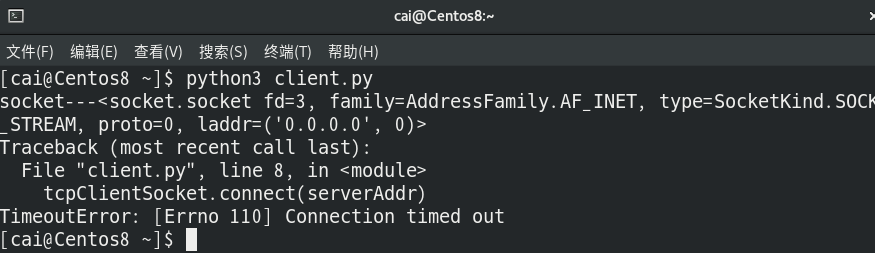 cai@Centos8:~
文件(F) 编辑(E) 查看(V) 搜索(S) 终端(T) 帮助(H)
[cai@Centos8 ~]$ python3 client.py
socket---<socket.socket fd=3, family=AddressFamily.AF_INET, type=SocketKind.SOCK
_STREAM, proto=0, laddr=('0.0.0.0', 0)>
Traceback (most recent call last):
  File "client.py", line 8, in <module>
    tcpClientSocket.connect(serverAddr)
TimeoutError: [Errno 110] Connection timed out
[cai@Centos8 ~]$